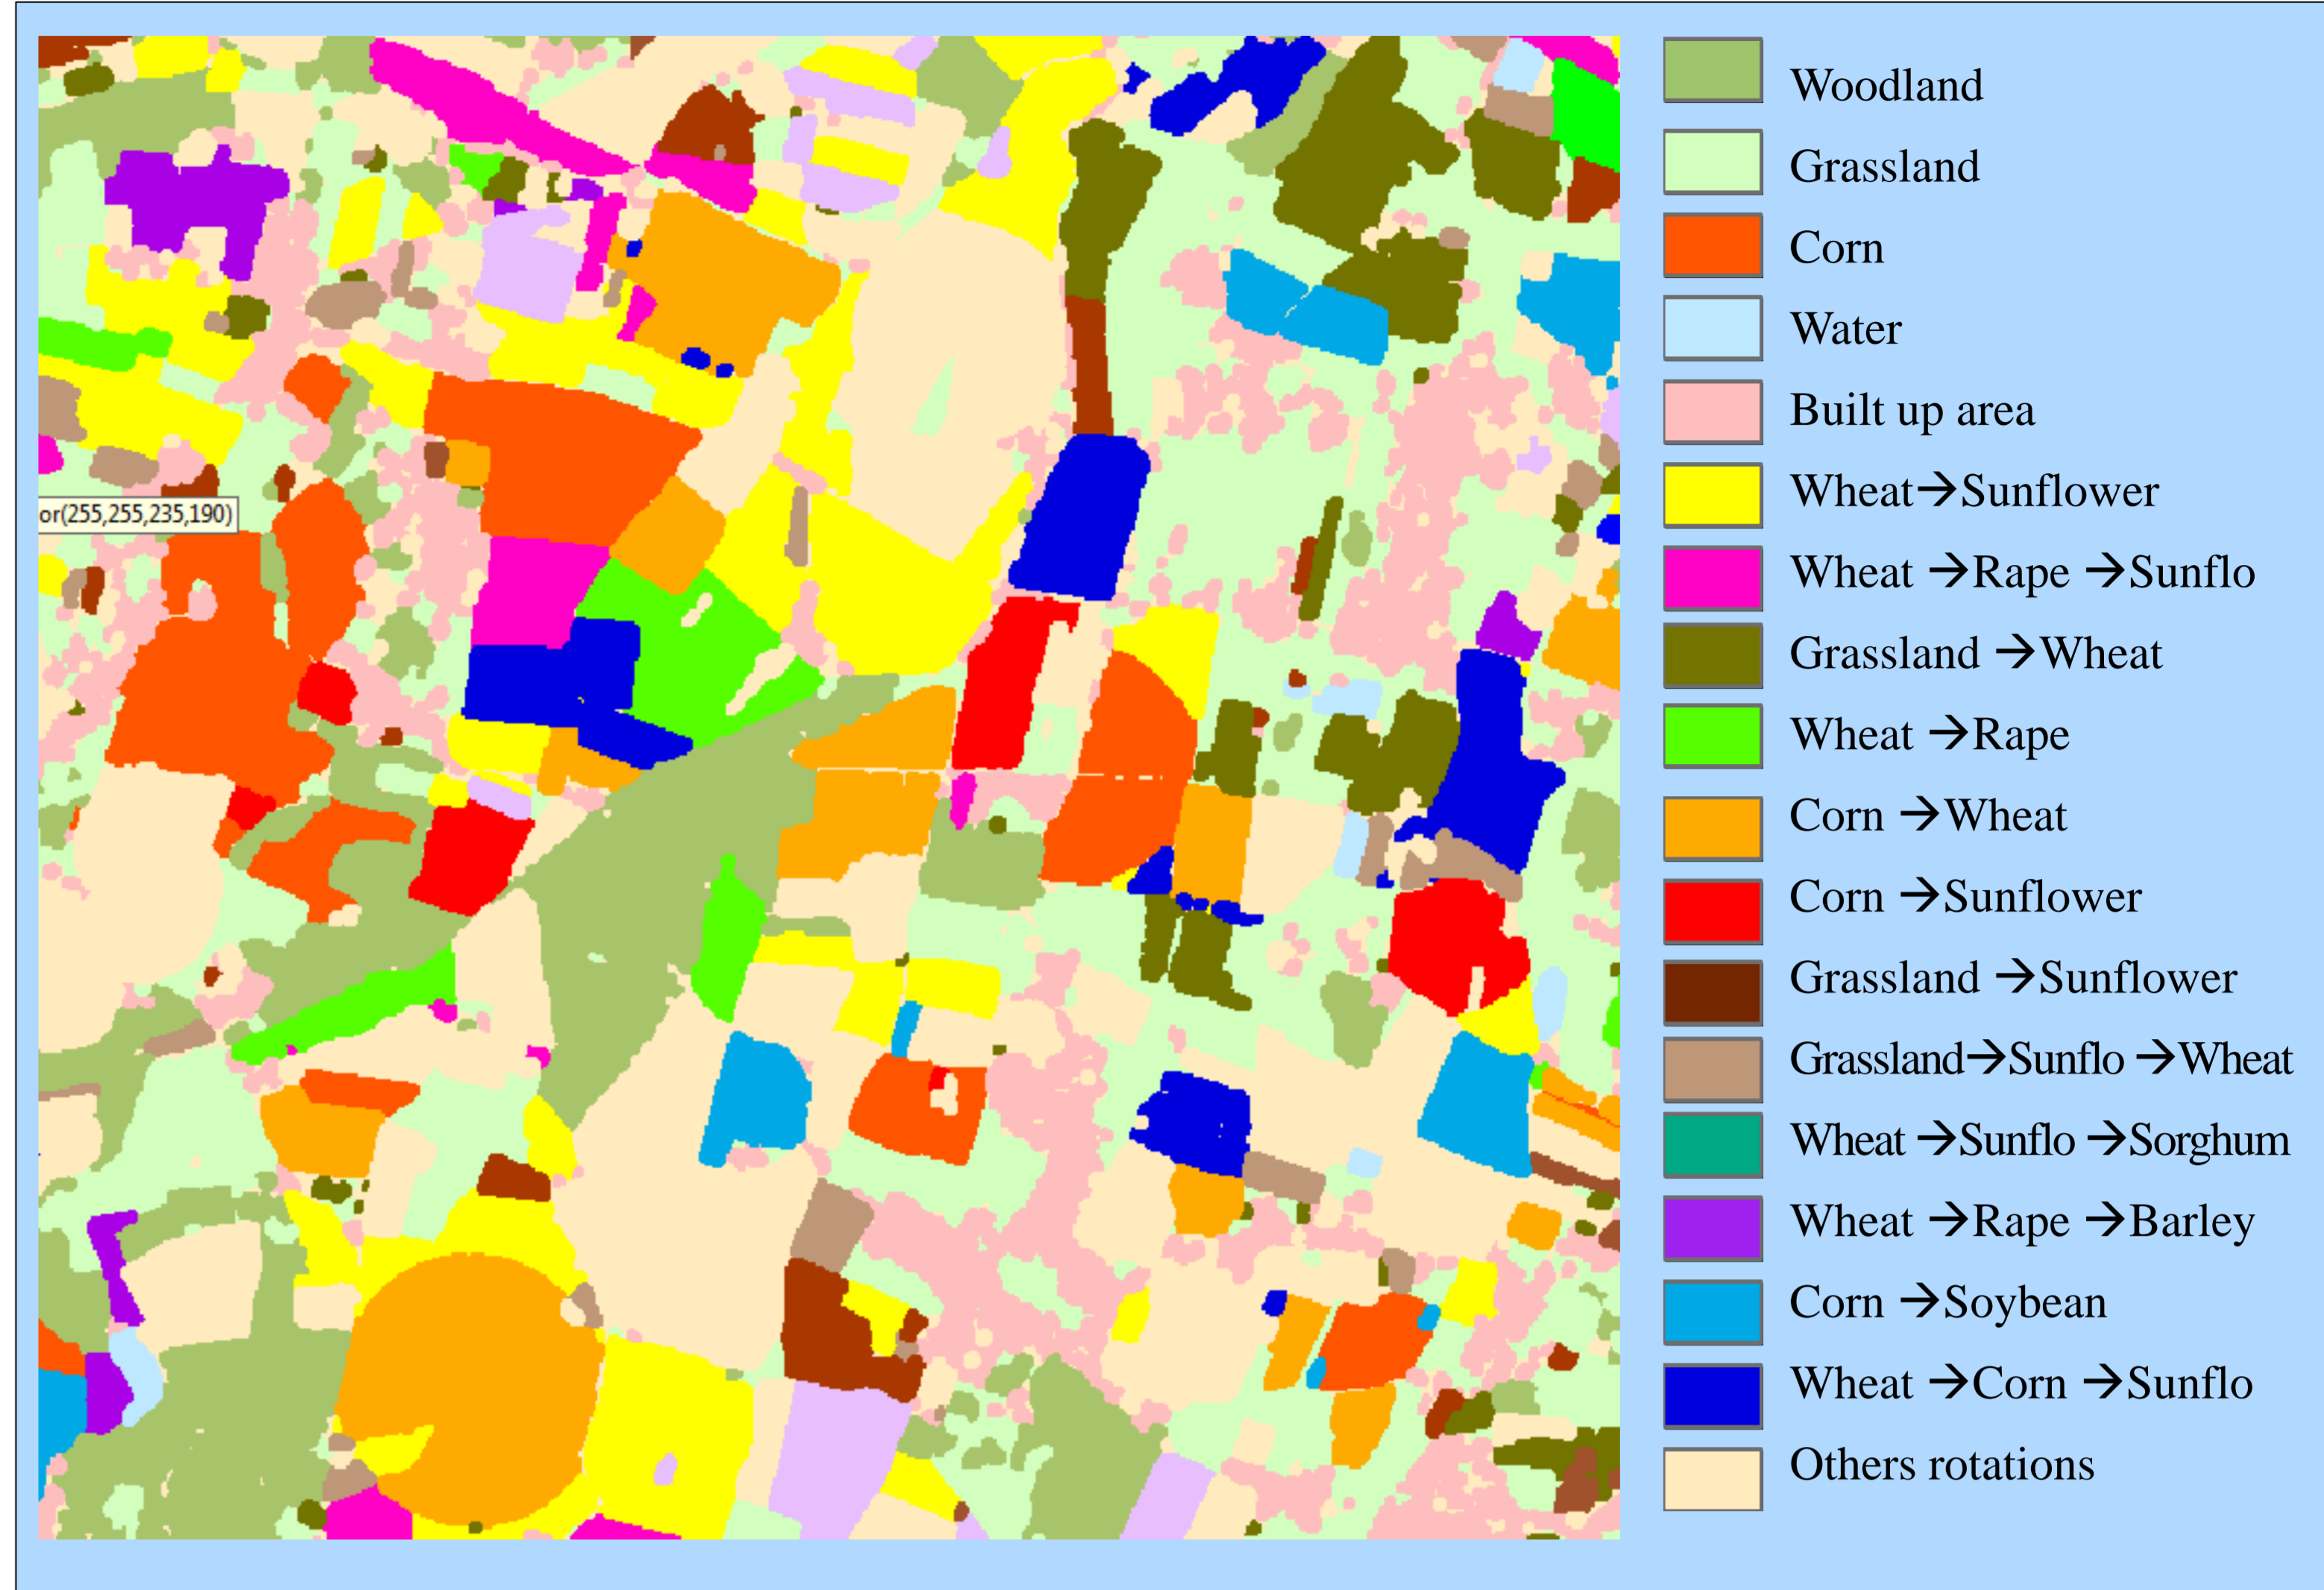 Woodland
Grassland
Corn
Water
Built up area
Wheat→Sunflower
Wheat →Rape →Sunflo
or(255,255,235,190)
Grassland →Wheat
Wheat →Rape
Corn →Wheat
Corn →Sunflower
Grassland →Sunflower
Grassland→Sunflo →Wheat
Wheat →Sunflo →Sorghum
Wheat →Rape →Barley
Corn →Soybean
Wheat →Corn →Sunflo
Others rotations